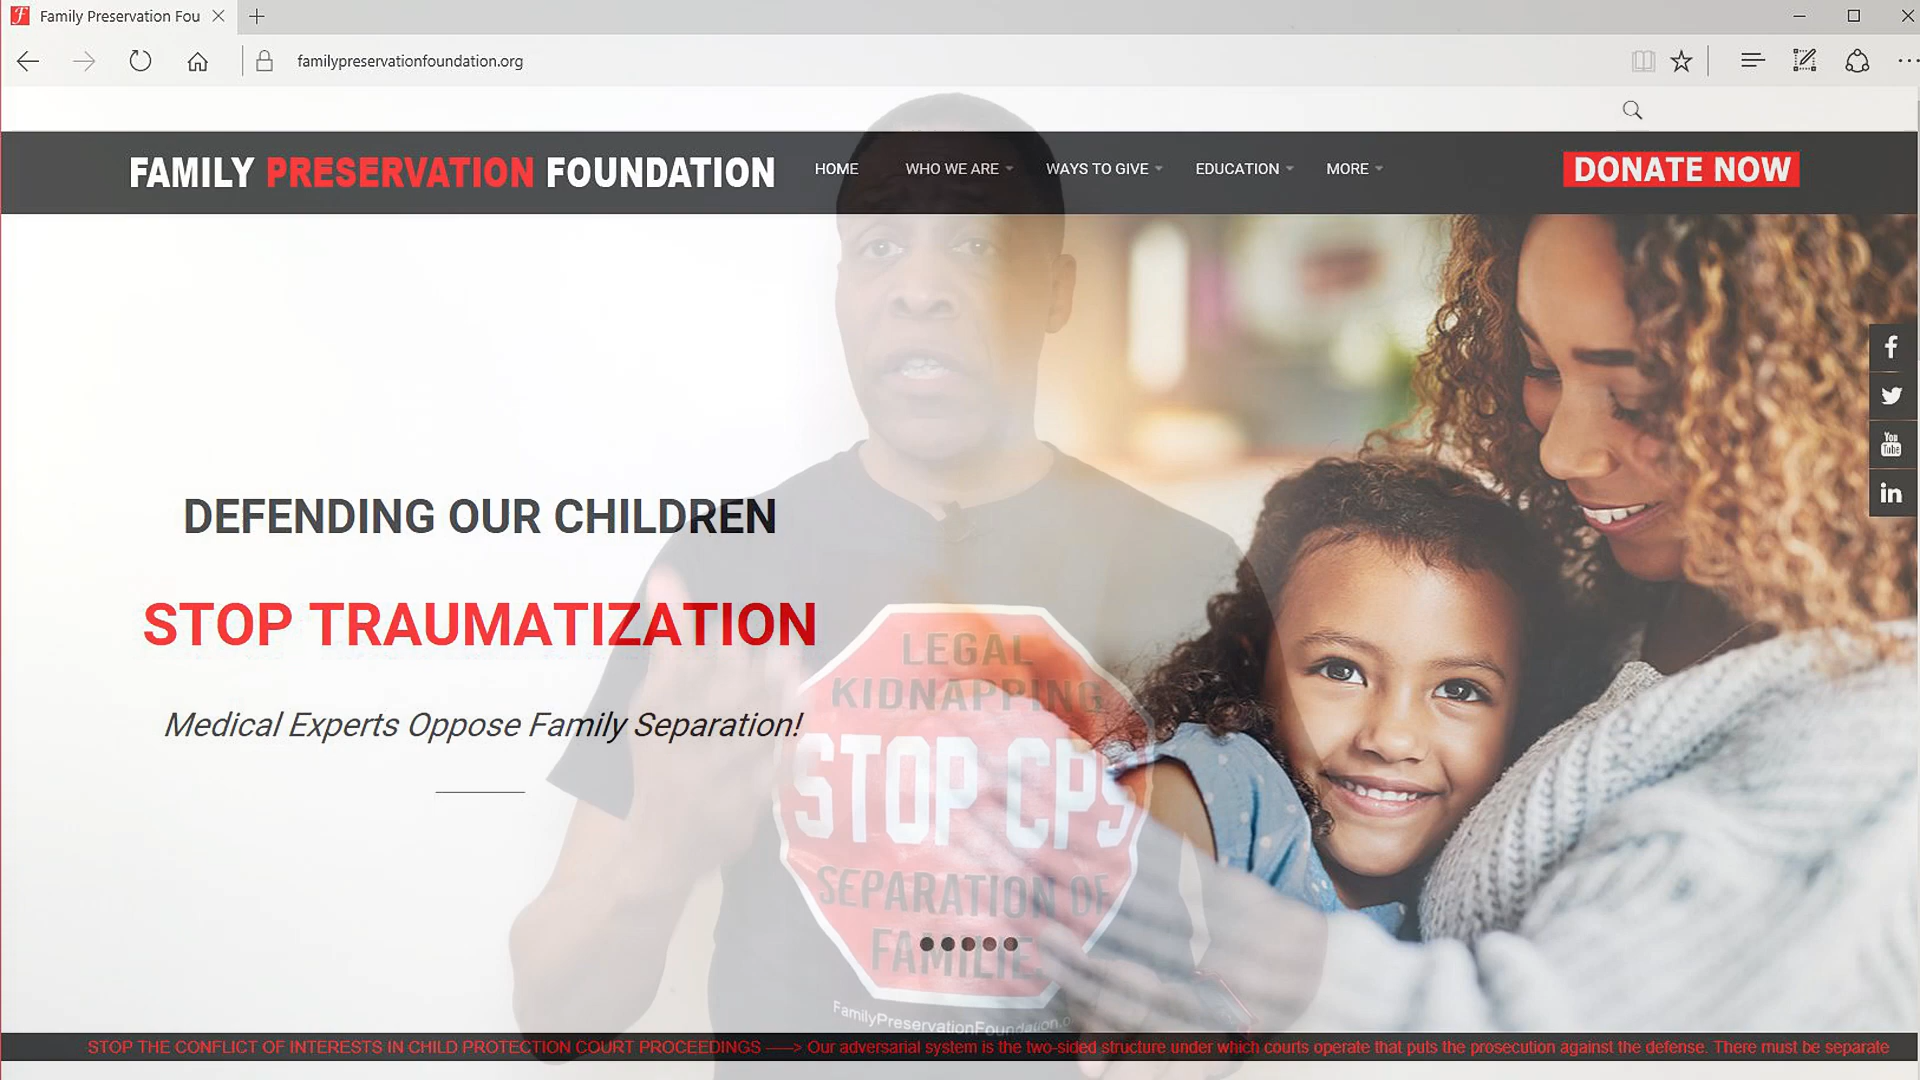 Family Preservation Fou
familypreservationfoundation.org
FAMILY PRESERVATION FOUNDATION
HOME
WHO WE ARE
WAYS TO GIVE
EDUCATION
MORE
DONATE NOW
DEFENDING OUR CHILDREN
STOP TRAUMATIZATION
Medical Experts Oppose Family Separation!
You
Tube
LEGAL
KIDNAPPING
STOP CPS
SEPARATION OF
FAMILIES
FamilyPreservationFoundation.o
STOP THE CONFLICT OF INTERESTS IN CHILD PROTECTION COURT PROCEEDINGS -----> Our adversarial system is the two-sided structure under which courts operate that puts the prosecution against the defense. There must be separate